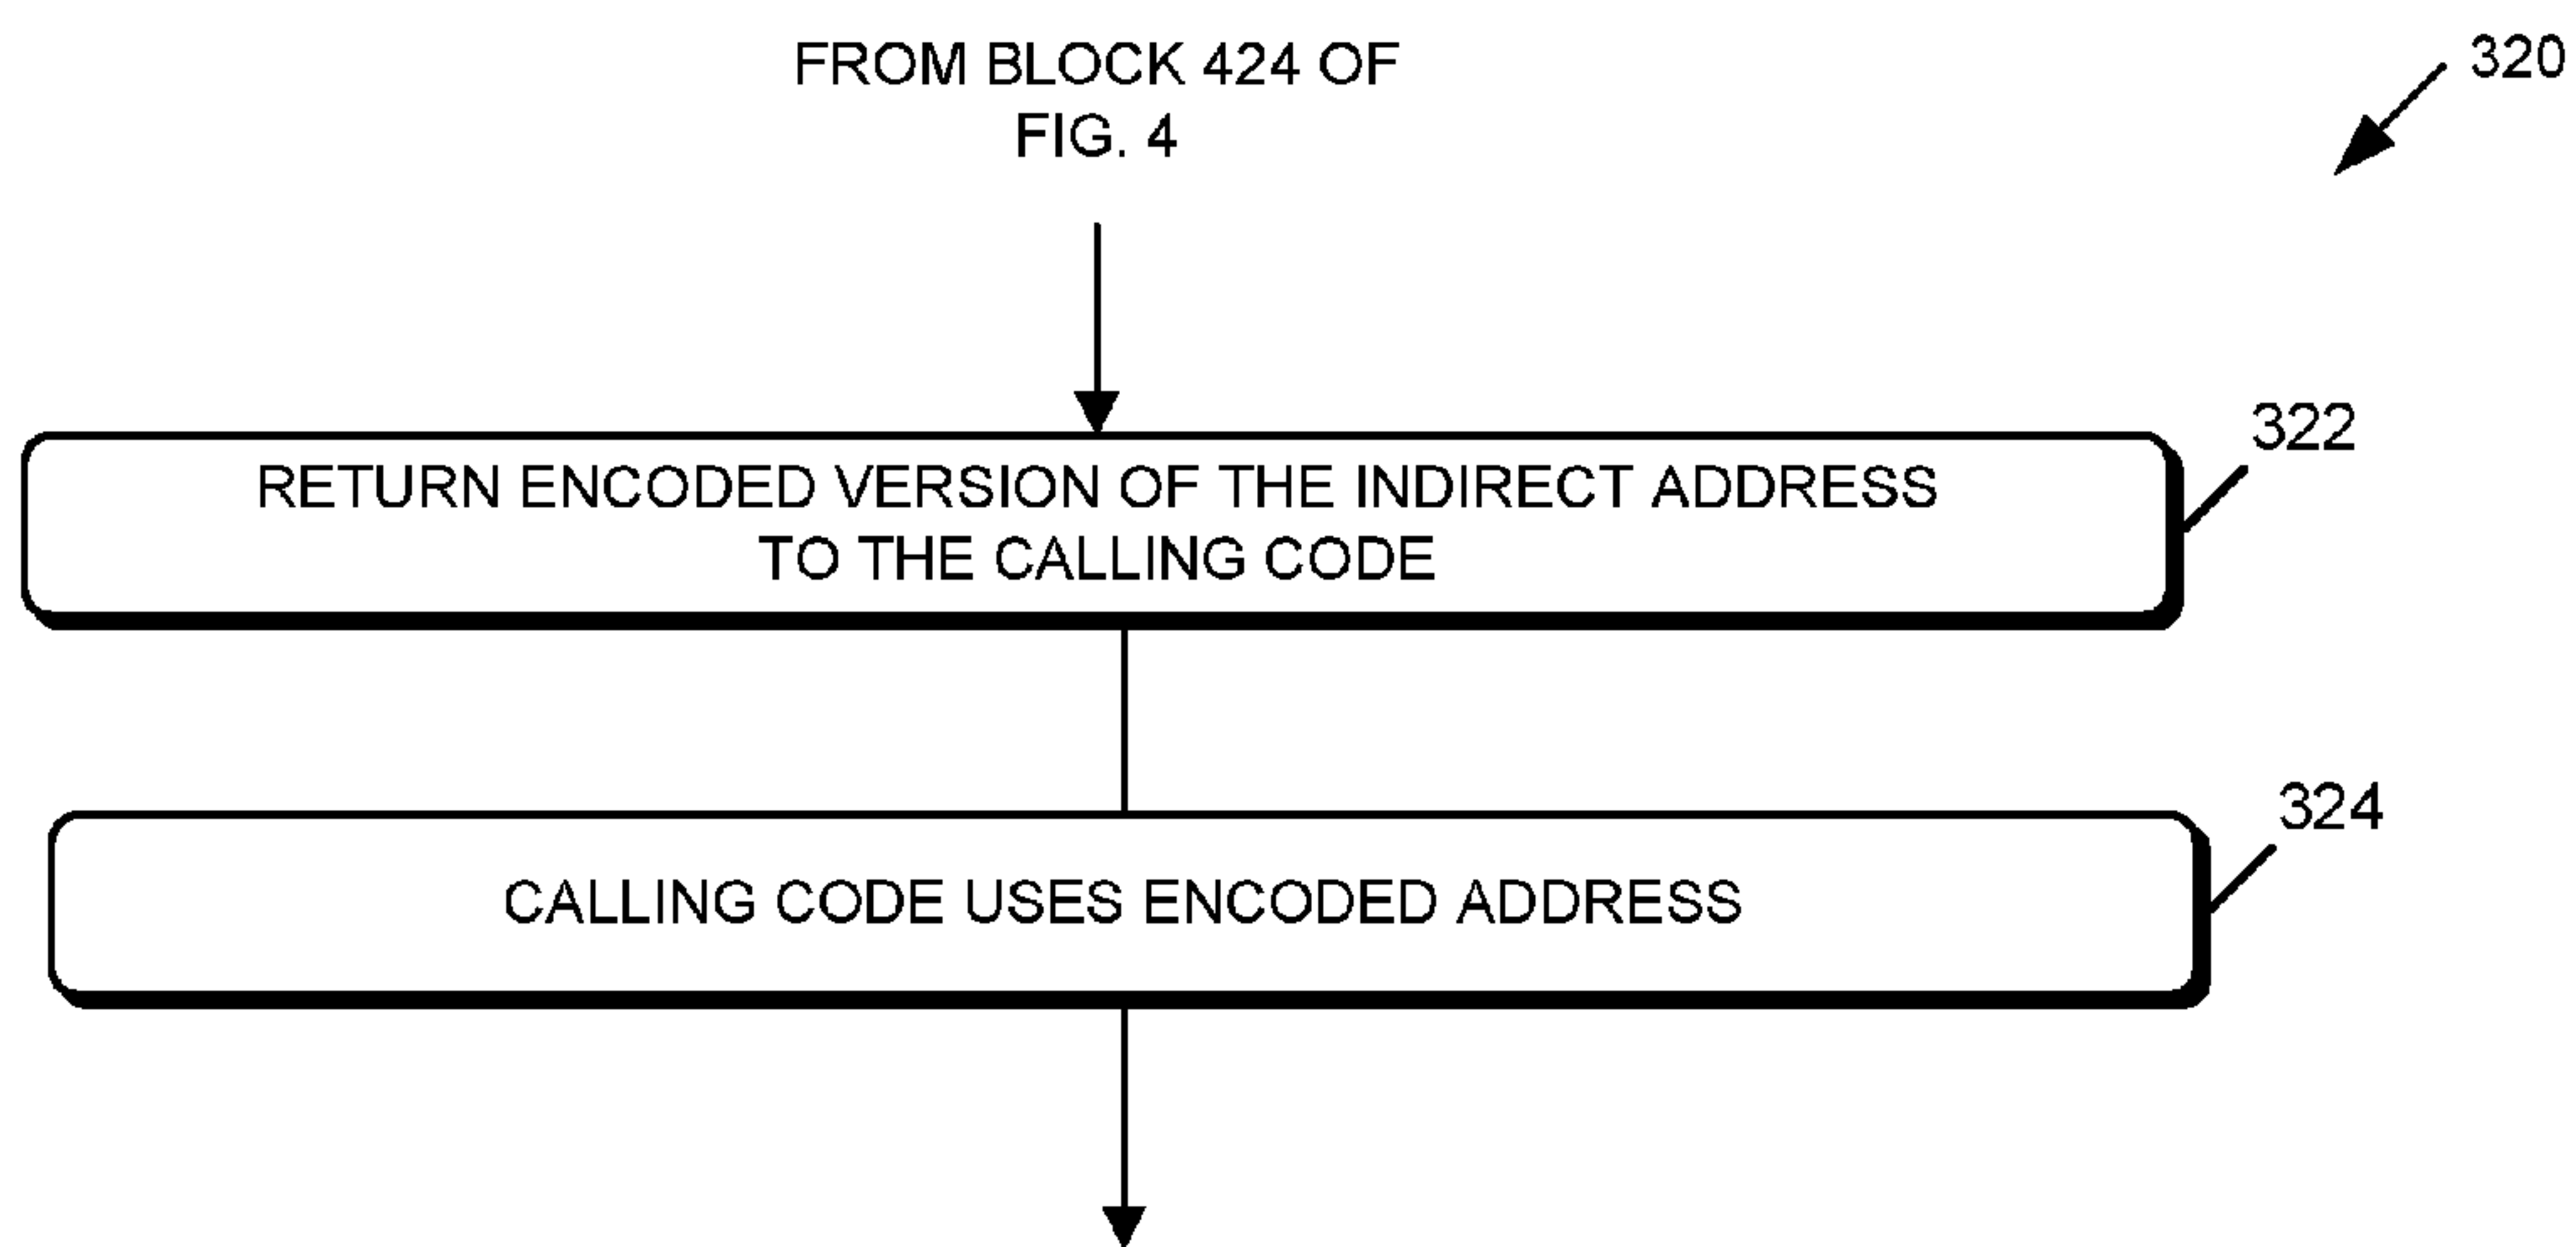 FROM BLOCK 424 OF
FIG. 4
320
322
RETURN ENCODED VERSION OF THE INDIRECT ADDRESS
TO THE CALLING CODE
324
CALLING CODE USES ENCODED ADDRESS